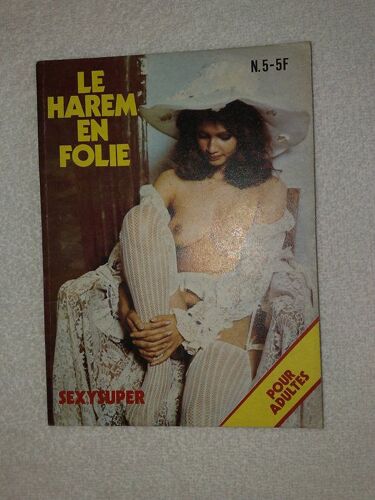 LE
HAREM
EN
FOLIE
N.5-5F
SEXYSUPER
POUR
ADULTES